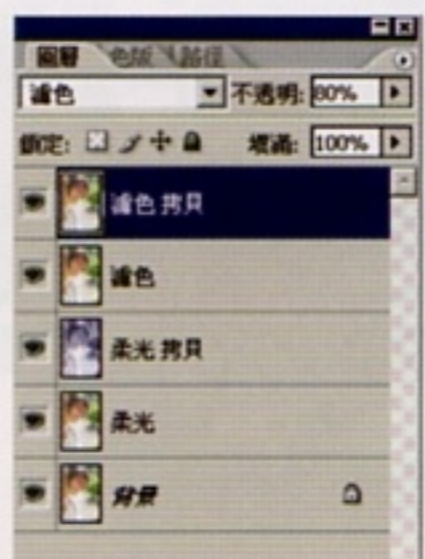 圖層 色版 路徑
濾色 不透明: 80%
鎖定: 填滿: 100%
濾色 拷貝
濾色
柔光 拷貝
柔光
背景